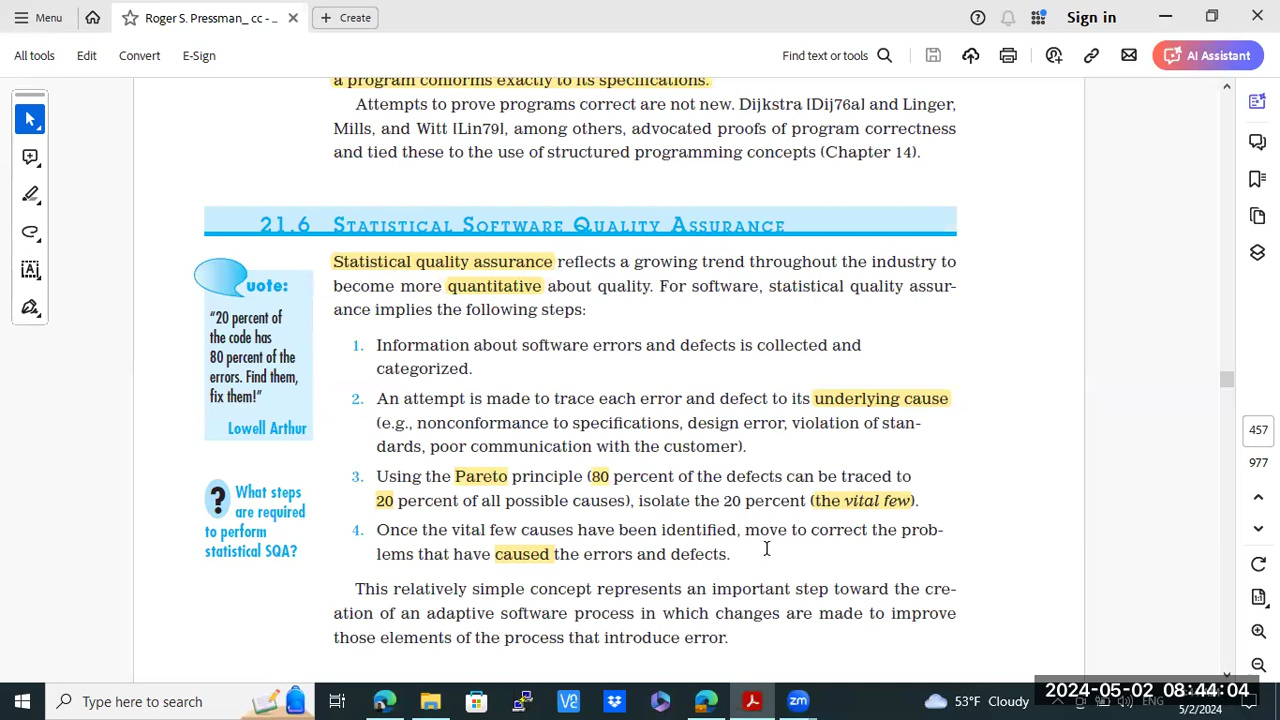 Menu
Roger S. Pressman_ cc - ...
Create
Sign in
All tools
Edit
Convert
E-Sign
Find text or tools
AI Assistant
a program conforms exactly to its specifications.
Attempts to prove programs correct are not new. Dijkstra [Dij76a] and Linger,
Mills, and Witt [Lin79], among others, advocated proofs of program correctness
and tied these to the use of structured programming concepts (Chapter 14).
21.6 STATISTICAL SOFTWARE QUALITY ASSURANCE
uote:
"20 percent of
the code has
80 percent of the
errors. Find them,
fix them!"
Lowell Arthur
Statistical quality assurance reflects a growing trend throughout the industry to
become more quantitative about quality. For software, statistical quality assur-
ance implies the following steps:
1. Information about software errors and defects is collected and
categorized.
2. An attempt is made to trace each error and defect to its underlying cause
(e.g., nonconformance to specifications, design error, violation of stan-
dards, poor communication with the customer).
3. Using the Pareto principle (80 percent of the defects can be traced to
20 percent of all possible causes), isolate the 20 percent (the vital few).
4. Once the vital few causes have been identified, move to correct the prob-
lems that have caused the errors and defects.
? What steps
are required
to perform
statistical SQA?
This relatively simple concept represents an important step toward the cre-
ation of an adaptive software process in which changes are made to improve
those elements of the process that introduce error.
457
977
Type here to search
53°F Cloudy
2024-05-02 08:44:04
5/2/2024